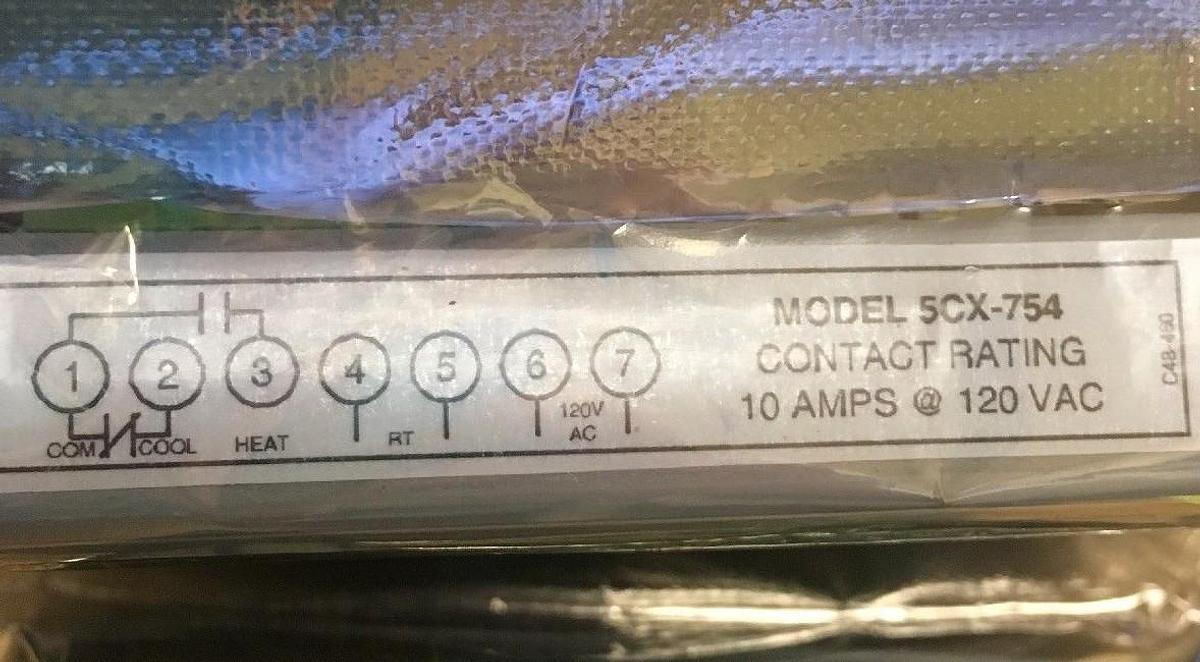 1 2 3 4 5 6 7
COM COOL HEAT RT 120V
AC
MODEL 5CX-754
CONTACT RATING
10 AMPS @ 120 VAC
C48-490